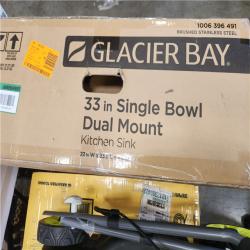 1006 396 491
BRUSHED STAINLESS STEEL
GLACIER BAY
33 in Single Bowl
Dual Mount
Kitchen Sink